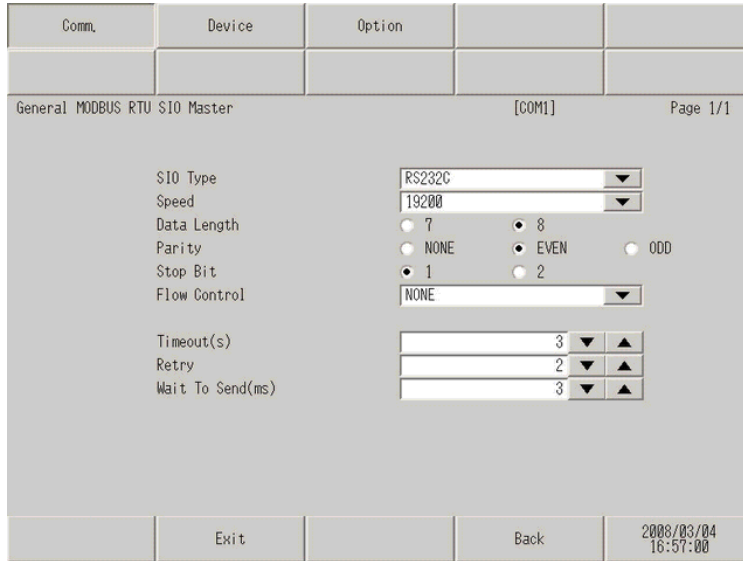 Comm. Device Option
General MODBUS RTU SIO Master [COM1] Page 1/1
SIO Type RS232C
Speed 19200
Data Length 7 8
Parity NONE EVEN ODD
Stop Bit 1 2
Flow Control NONE
Timeout(s) 3
Retry 2
Wait To Send(ms) 3
Exit Back 2008/03/04
16:57:00